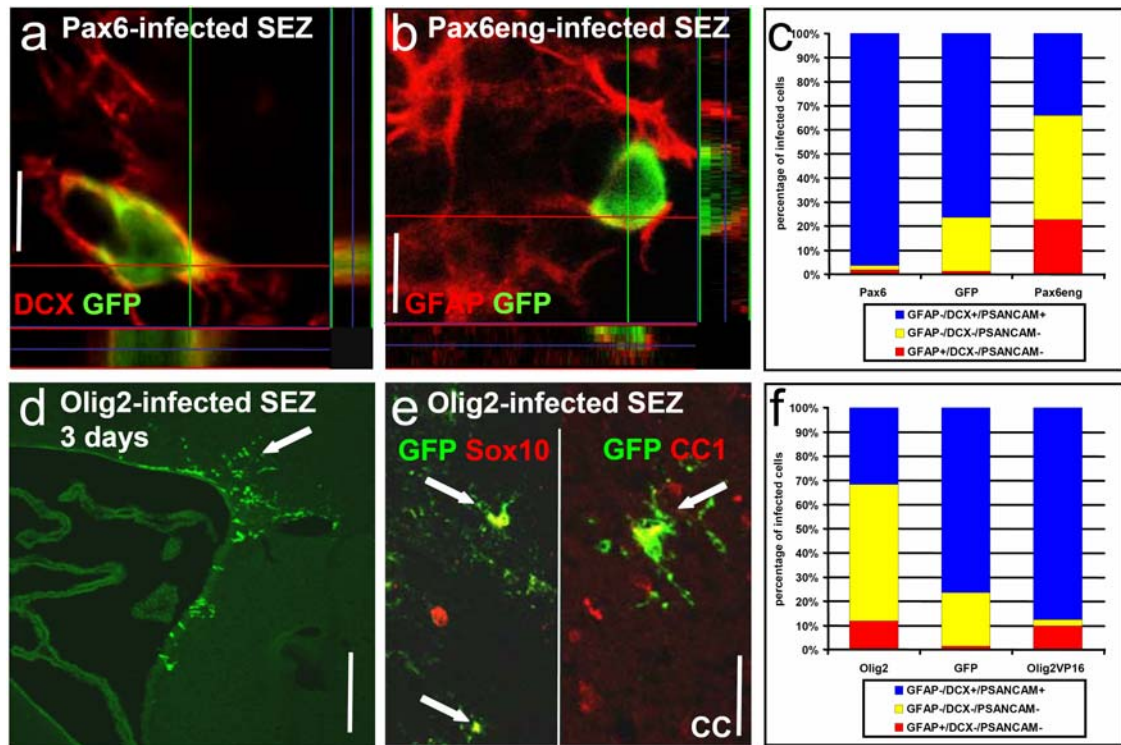 a Pax6-infected SEZ
DCX GFP
b Pax6eng-infected SEZ
GFAP GFP
c
percentage of infected cells
100%
90%
80%
70%
60%
50%
40%
30%
20%
10%
0%
Pax6 GFP Pax6eng
GFAP-/DCX+/PSANCAM+
GFAP-/DCX-/PSANCAM-
GFAP+/DCX-/PSANCAM-
d Olig2-infected SEZ
3 days
e Olig2-infected SEZ
GFP Sox10 GFP CC1
CC
f
percentage of infected cells
100%
90%
80%
70%
60%
50%
40%
30%
20%
10%
0%
Olig2 GFP Olig2VP16
GFAP-/DCX+/PSANCAM+
GFAP-/DCX-/PSANCAM-
GFAP+/DCX-/PSANCAM-